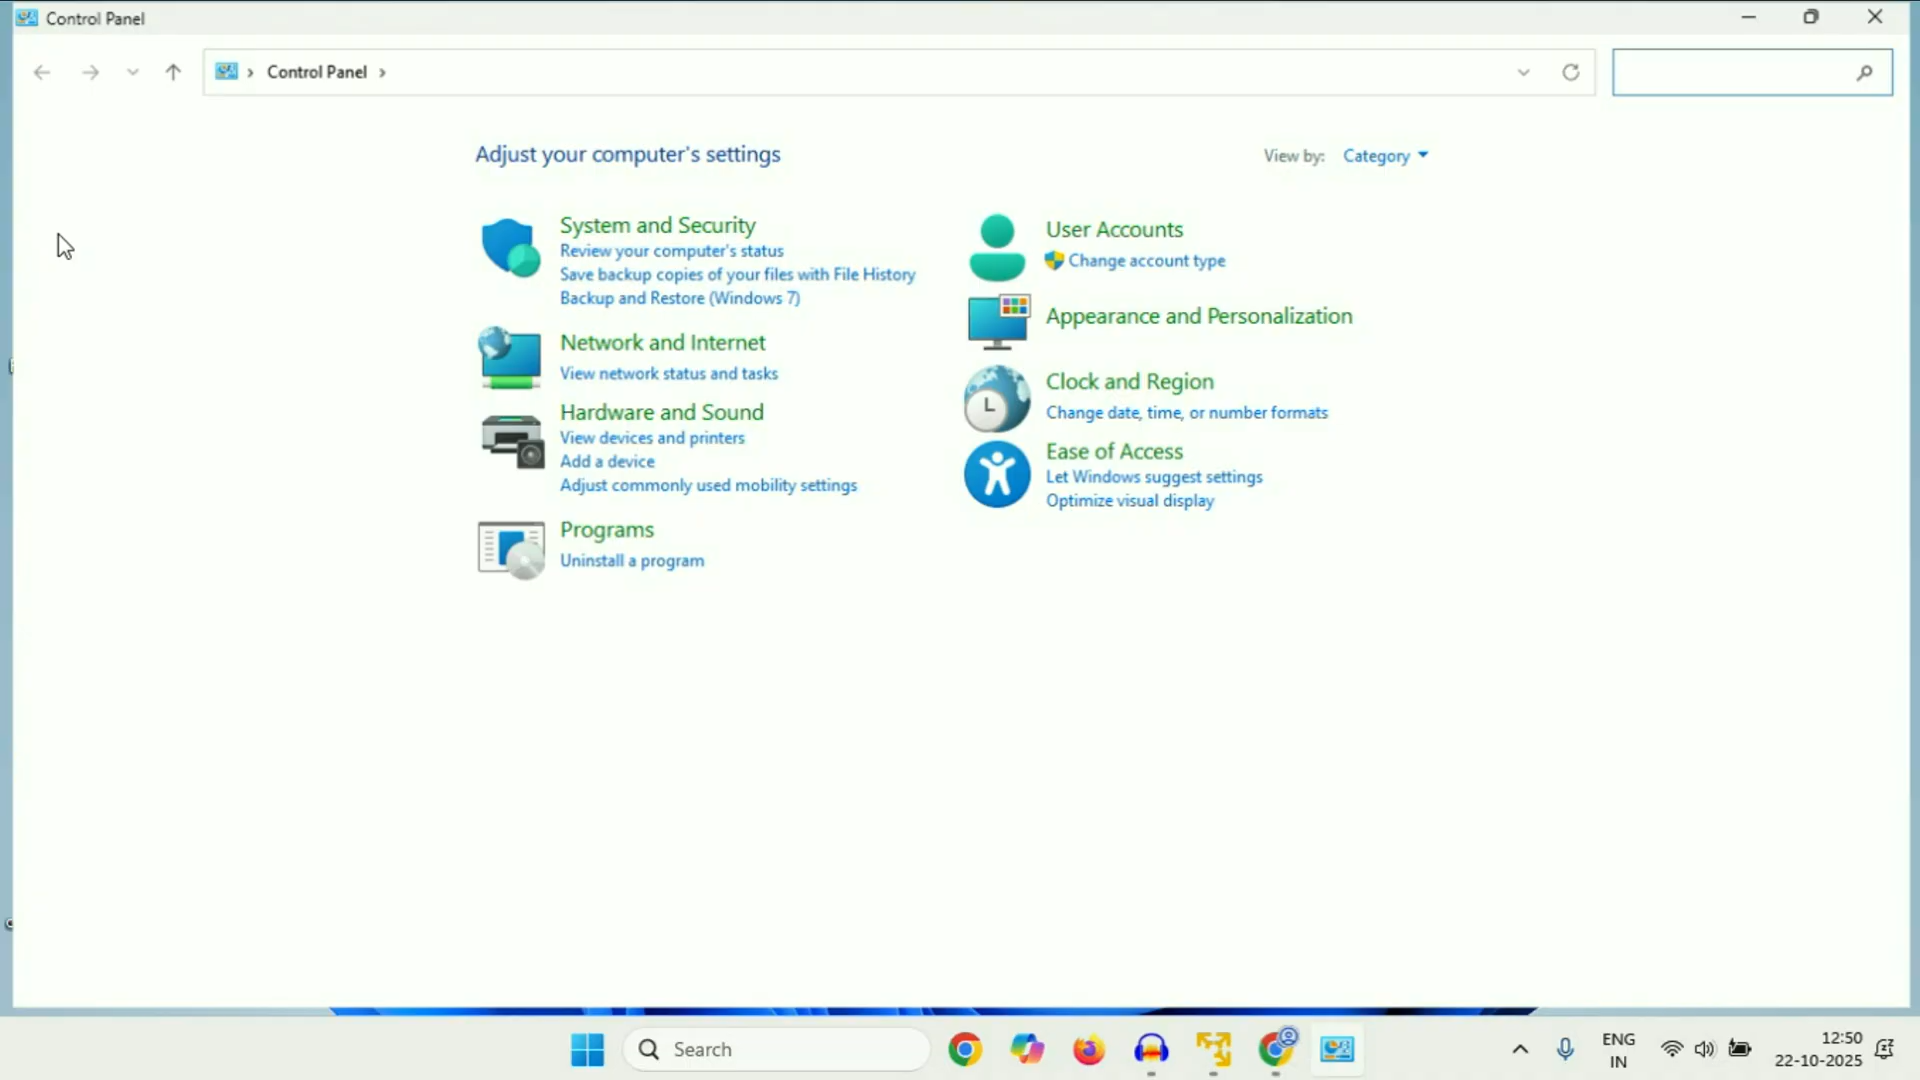 Control Panel
Control Panel
Adjust your computer's settings
View by: Category
System and Security
Review your computer's status
Save backup copies of your files with File History
Backup and Restore (Windows 7)
Network and Internet
View network status and tasks
Hardware and Sound
View devices and printers
Add a device
Adjust commonly used mobility settings
Programs
Uninstall a program
User Accounts
Change account type
Appearance and Personalization
Clock and Region
Change date, time, or number formats
Ease of Access
Let Windows suggest settings
Optimize visual display
Search
ENG
IN
12:50
22-10-2025